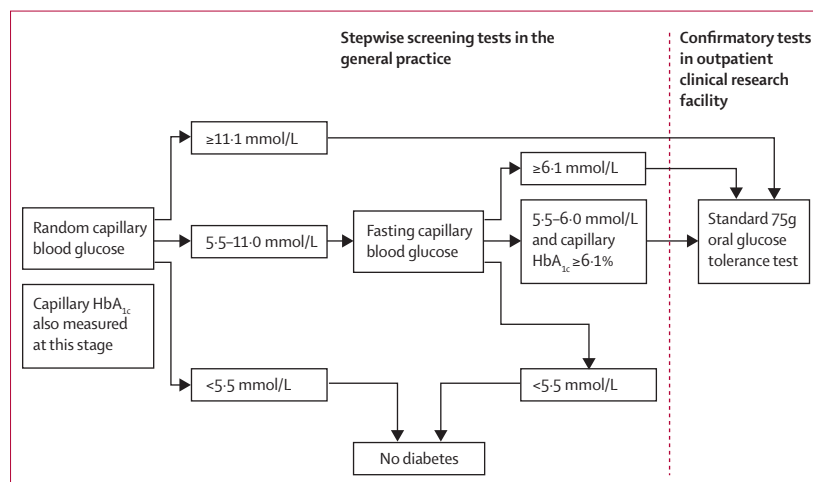 Stepwise screening tests in the
general practice
Confirmatory tests
in outpatient
clinical research
facility
≥11·1 mmol/L
≥6·1 mmol/L
Random capillary
blood glucose
5·5–11·0 mmol/L
Fasting capillary
blood glucose
5·5–6·0 mmol/L
and capillary
HbA1c ≥6·1%
Standard 75g
oral glucose
tolerance test
Capillary HbA1c
also measured
at this stage
<5·5 mmol/L
<5·5 mmol/L
No diabetes